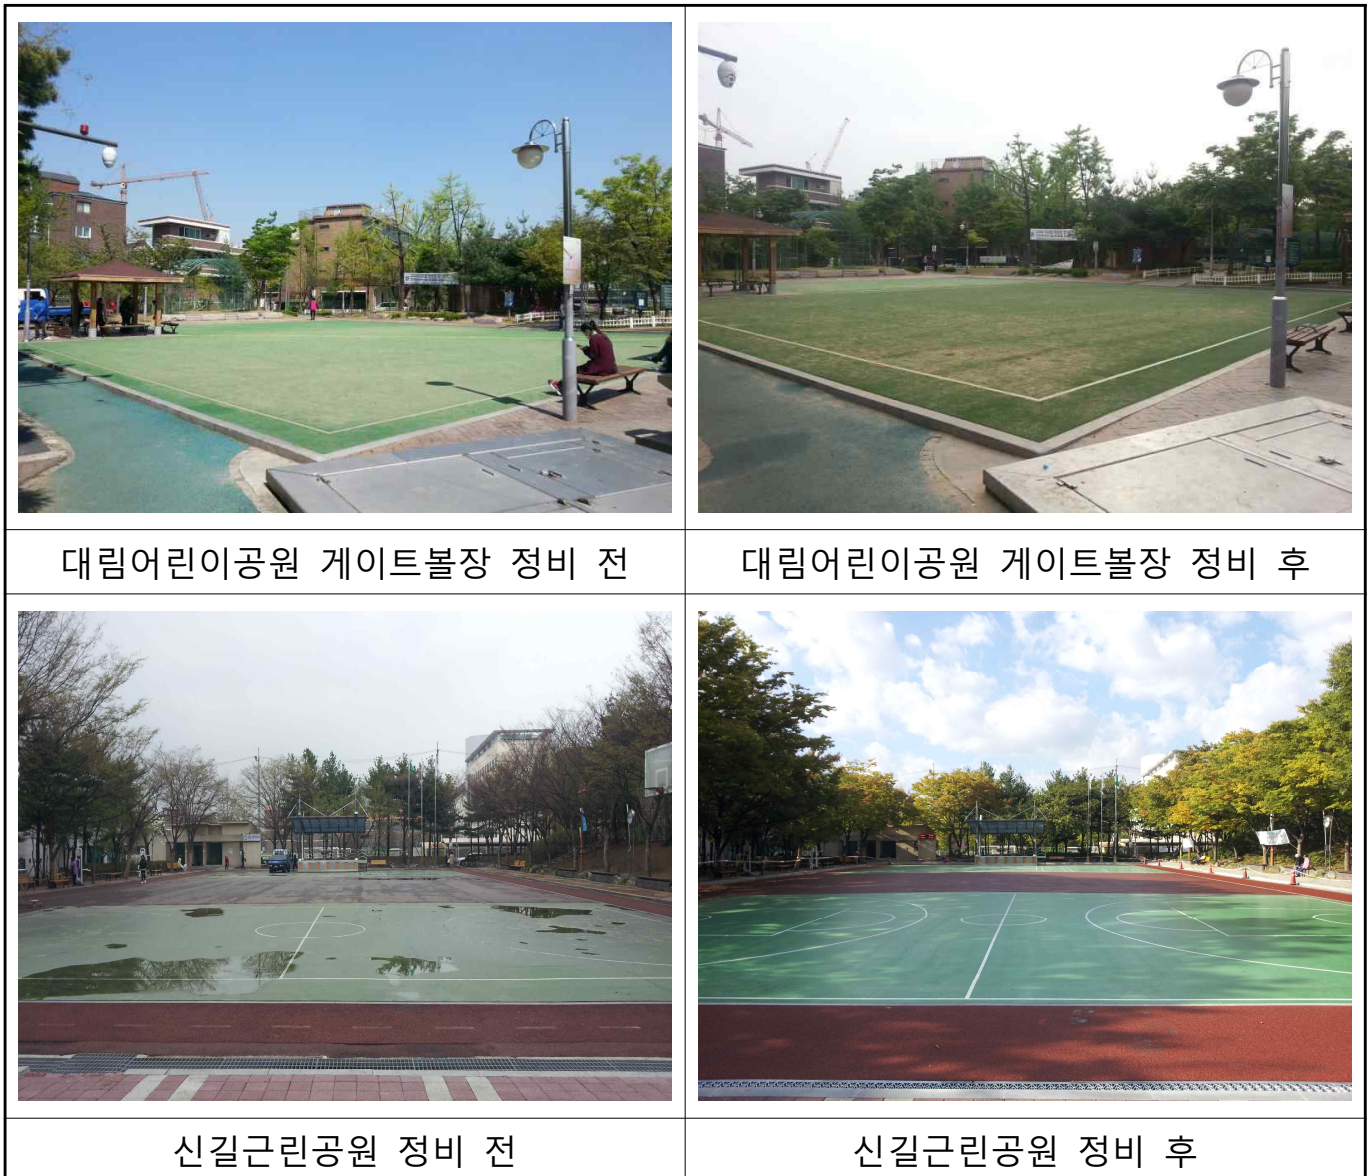 대림어린이공원 게이트볼장 정비 전
대림어린이공원 게이트볼장 정비 후
신길근린공원 정비 전
신길근린공원 정비 후